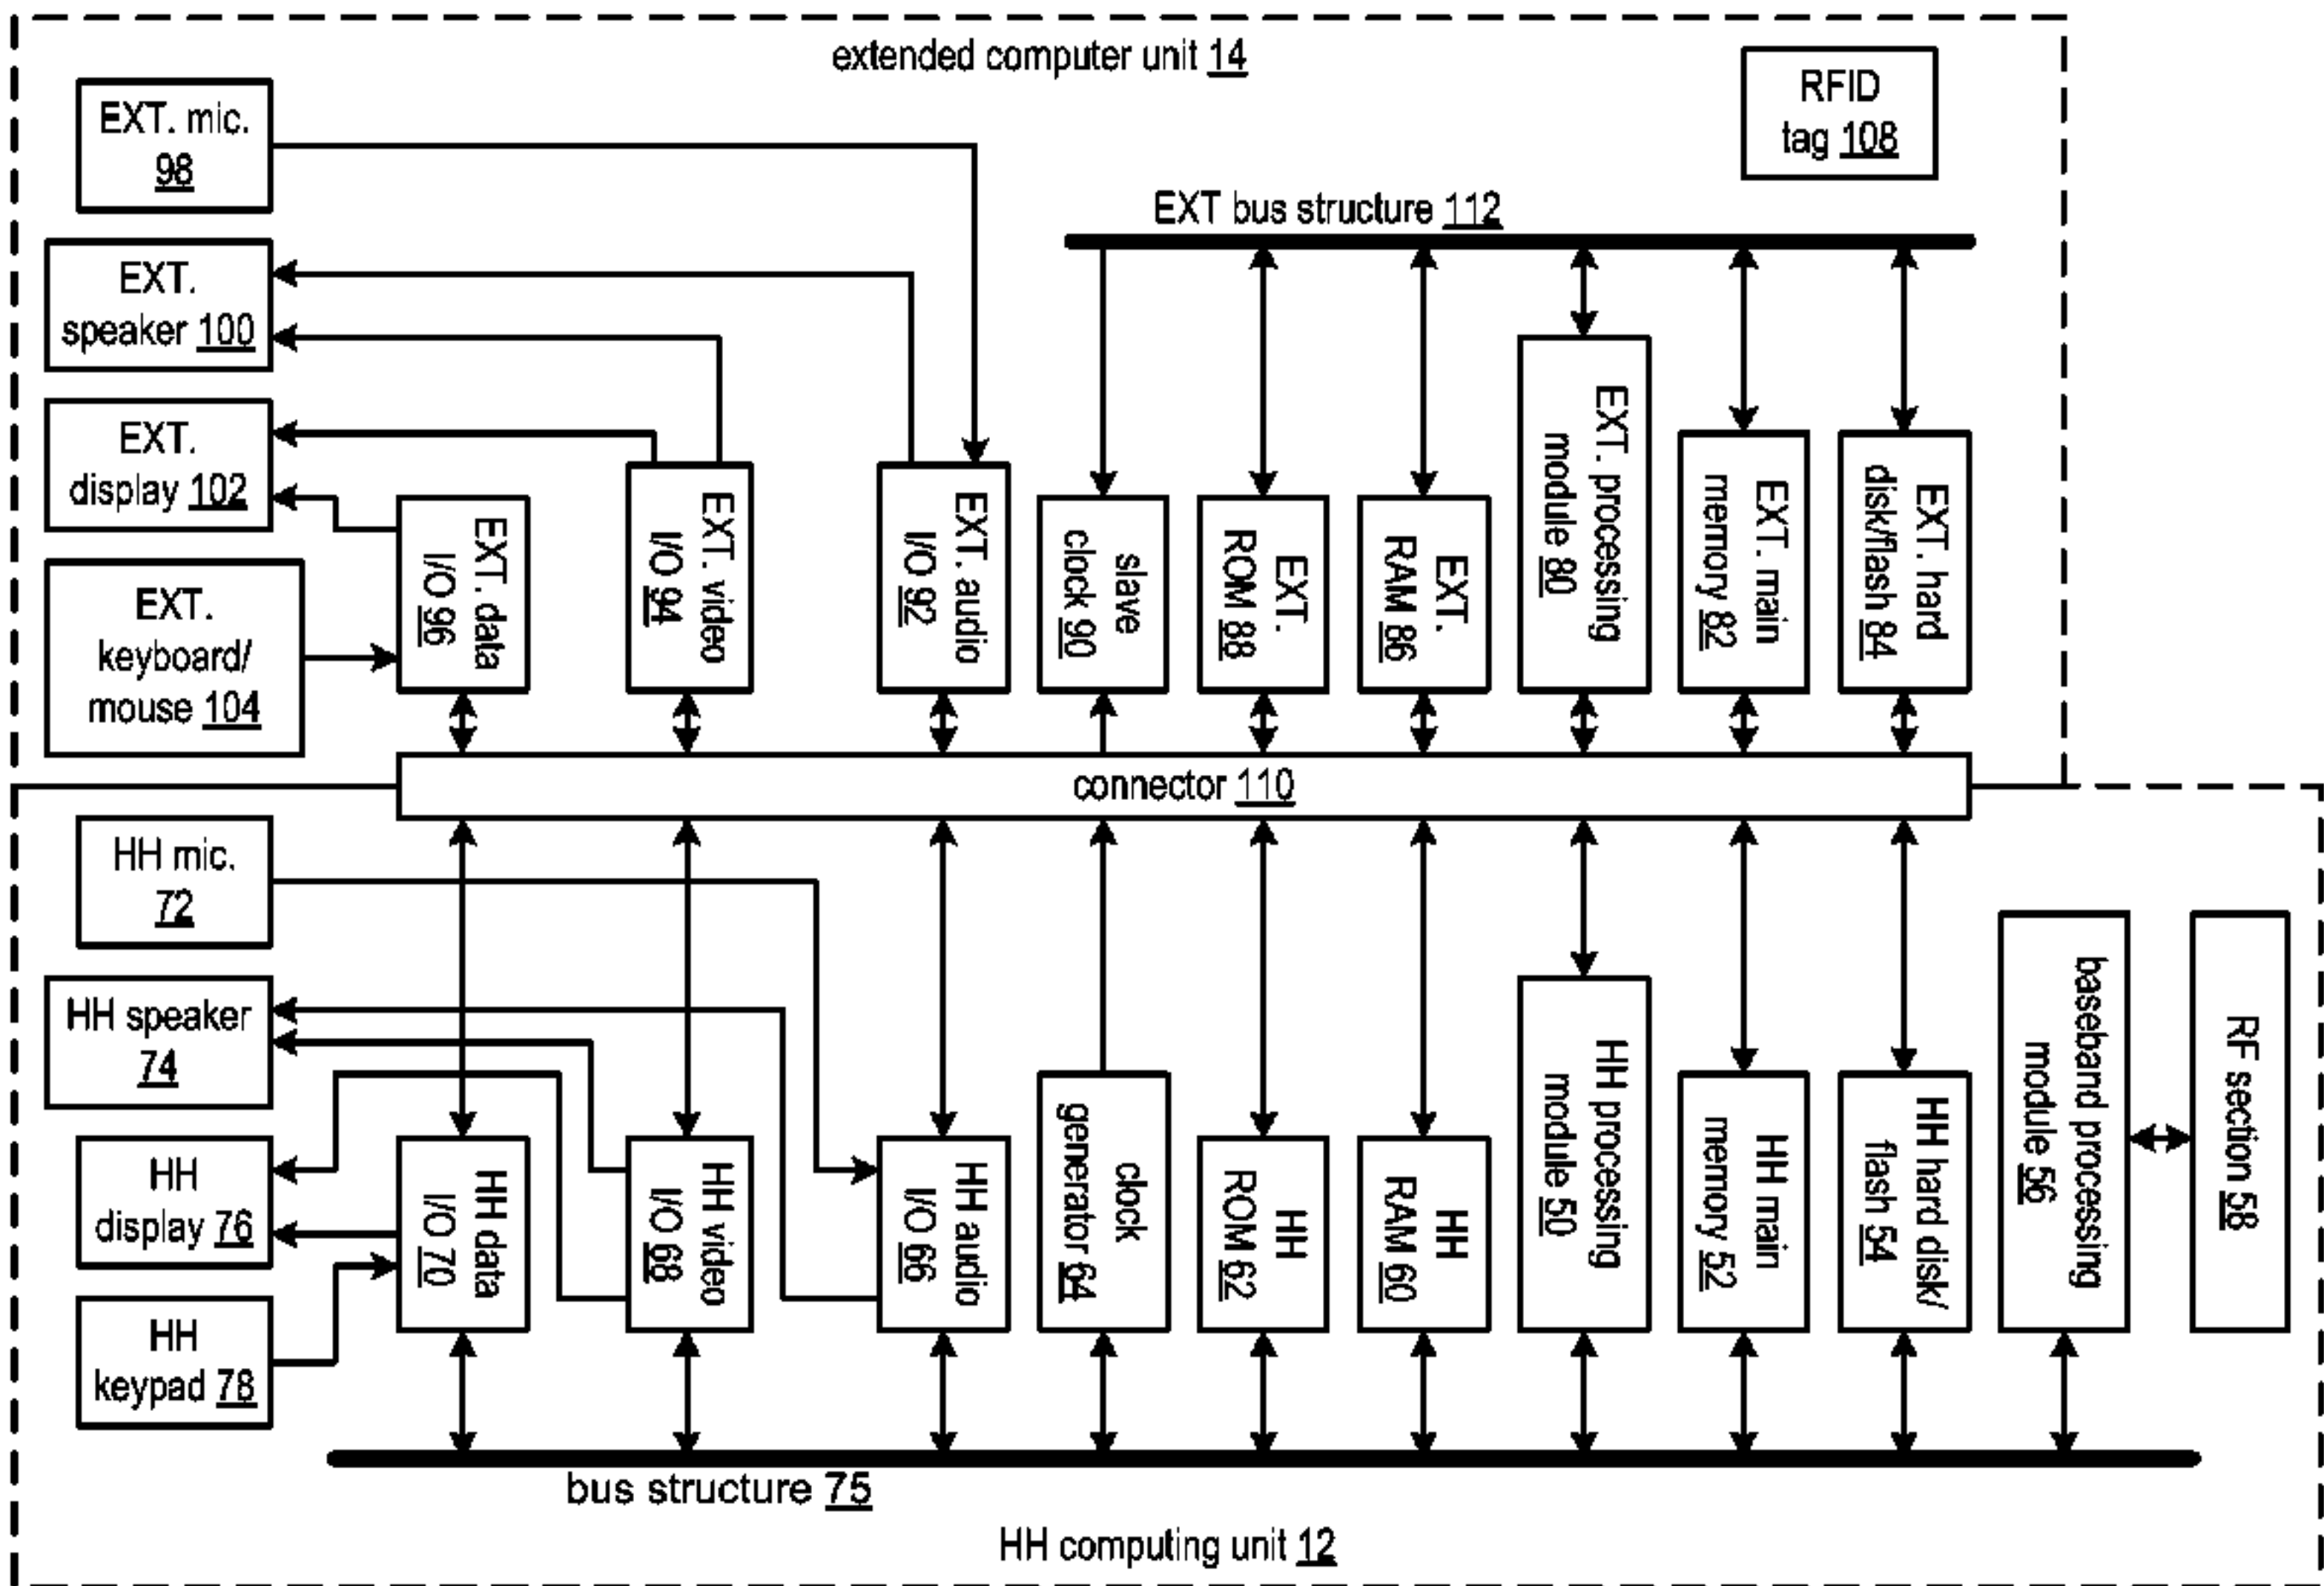 extended computer unit 14
RFID
tag 108
EXT. mic.
98
EXT bus structure 112
EXT.
speaker 100
EXT.
display 102
EXT.
keyboard/
mouse 104
EXT. data
I/O 96
EXT. video
I/O 94
EXT. audio
I/O 92
slave
clock 90
EXT.
ROM 88
EXT.
RAM 86
EXT. processing
module 80
EXT. main
memory 82
EXT. hard
disk/flash 84
connector 110
HH mic.
72
HH speaker
74
HH
display 76
HH
keypad 78
HH data
I/O 70
HH video
I/O 68
HH audio
I/O 66
clock
generator 64
HH
ROM 62
HH
RAM 60
HH processing
module 50
HH main
memory 52
HH hard disk/
flash 54
baseband processing
module 56
RF section 58
bus structure 75
HH computing unit 12